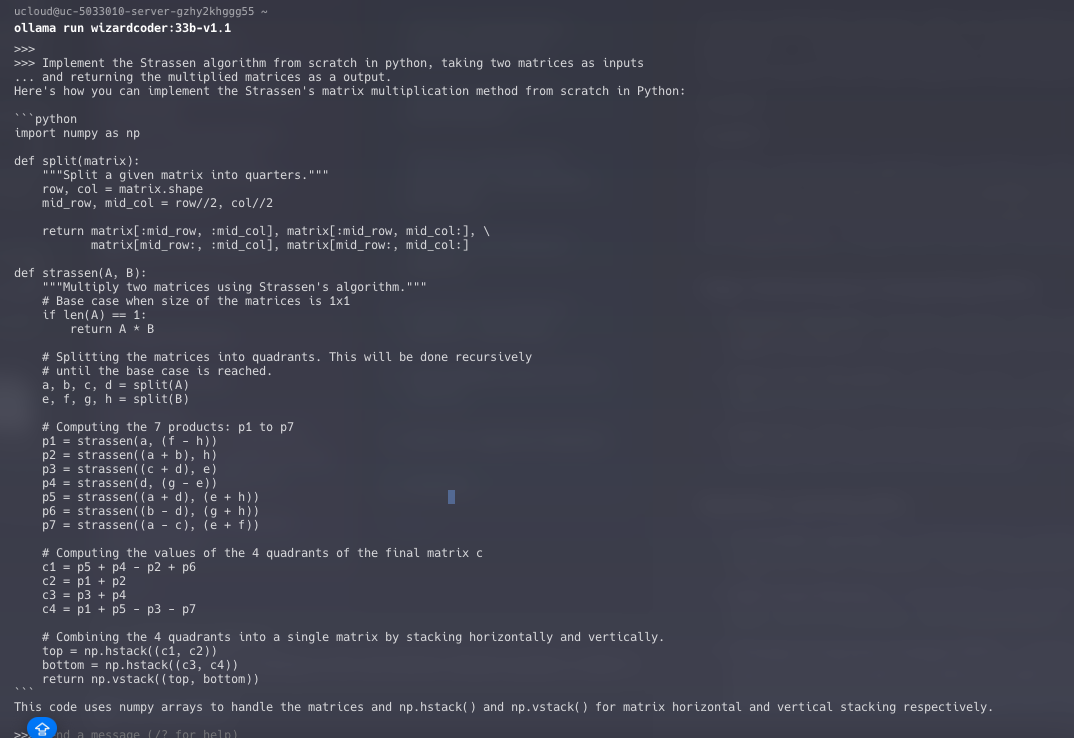 ucloud@uc-5033010-server-gzhy2khggg55 ~
ollama run wizardcoder:33b-v1.1
>>>
>>> Implement the Strassen algorithm from scratch in python, taking two matrices as inputs
... and returning the multiplied matrices as a output.
Here's how you can implement the Strassen's matrix multiplication method from scratch in Python:

```python
import numpy as np

def split(matrix):
    """Split a given matrix into quarters."""
    row, col = matrix.shape
    mid_row, mid_col = row//2, col//2

    return matrix[:mid_row, :mid_col], matrix[:mid_row, mid_col:], \
           matrix[mid_row:, :mid_col], matrix[mid_row:, mid_col:]

def strassen(A, B):
    """Multiply two matrices using Strassen's algorithm."""
    # Base case when size of the matrices is 1x1
    if len(A) == 1:
        return A * B

    # Splitting the matrices into quadrants. This will be done recursively
    # until the base case is reached.
    a, b, c, d = split(A)
    e, f, g, h = split(B)

    # Computing the 7 products: p1 to p7
    p1 = strassen(a, (f - h))
    p2 = strassen((a + b), h)
    p3 = strassen((c + d), e)
    p4 = strassen(d, (g - e))
    p5 = strassen((a + d), (e + h))
    p6 = strassen((b - d), (g + h))
    p7 = strassen((a - c), (e + f))

    # Computing the values of the 4 quadrants of the final matrix c
    c1 = p5 + p4 - p2 + p6
    c2 = p1 + p2
    c3 = p3 + p4
    c4 = p1 + p5 - p3 - p7

    # Combining the 4 quadrants into a single matrix by stacking horizontally and vertically.
    top = np.hstack((c1, c2))
    bottom = np.hstack((c3, c4))
    return np.vstack((top, bottom))
```
This code uses numpy arrays to handle the matrices and np.hstack() and np.vstack() for matrix horizontal and vertical stacking respectively.

>> nd a message (/? for help)